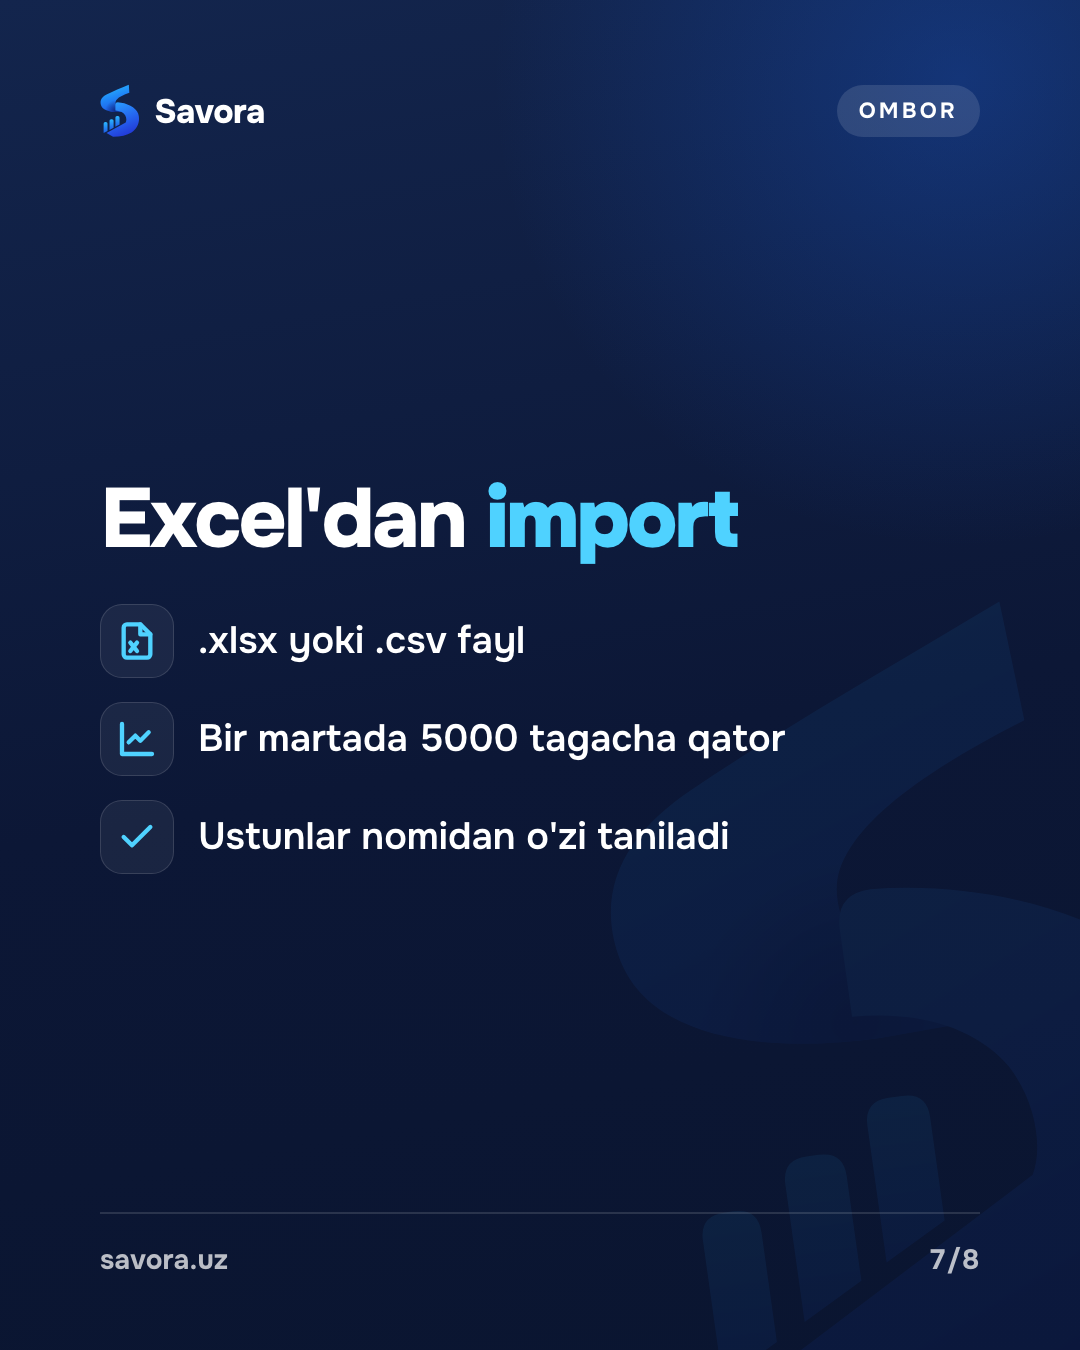 Savora
OMBOR
Excel'dan import
.xlsx yoki .csv fayl
Bir martada 5000 tagacha qator
Ustunlar nomidan o'zi taniladi
savora.uz
7/8